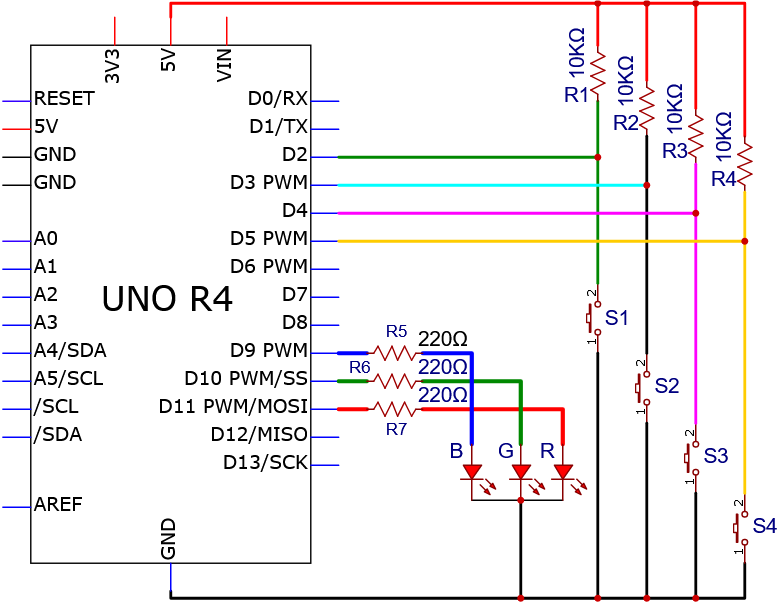 3V3
5V
VIN
RESET
5V
GND
GND
A0
A1
A2
A3
A4/SDA
A5/SCL
/SCL
/SDA
AREF
GND
UNO R4
D0/RX
D1/TX
D2
D3 PWM
D4
D5 PWM
D6 PWM
D7
D8
D9 PWM
D10 PWM/SS
D11 PWM/MOSI
D12/MISO
D13/SCK
10KΩ
R1
10KΩ
R2
10KΩ
R3
10KΩ
R4
R5
220Ω
R6
220Ω
220Ω
R7
B
G
R
2
S1
1
2
S2
1
2
S3
1
2
S4
1